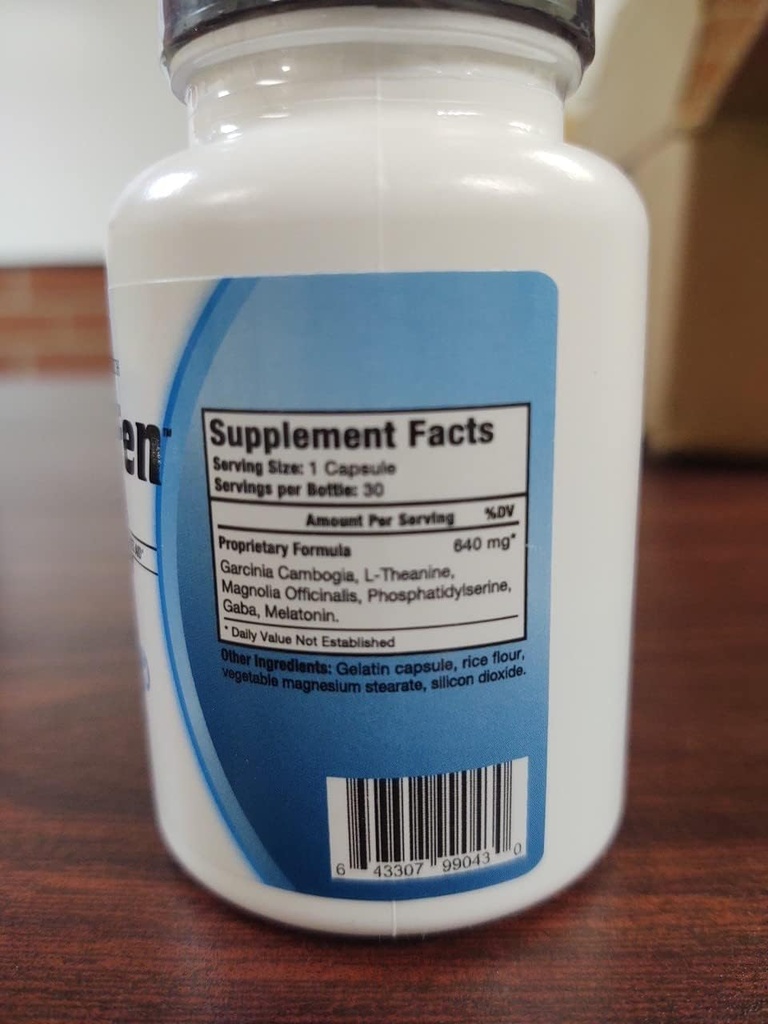 en
Supplement Facts
Serving Size: 1 Capsule
Servings per Bottle: 30
Amount Per Serving %DV
Proprietary Formula 640 mg*
Garcinia Cambogia, L-Theanine,
Magnolia Officinalis, Phosphatidylserine,
Gaba, Melatonin.
* Daily Value Not Established
Other Ingredients: Gelatin capsule, rice flour,
vegetable magnesium stearate, silicon dioxide.
6 43307 99043 0